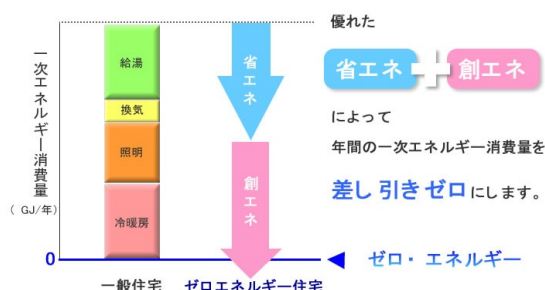 一次エネルギー消費量
( GJ/年)
給湯
換気
照明
冷暖房
0
一般住宅
ゼロエネルギー住宅
省エネ
創エネ
優れた
省エネ + 創エネ
によって
年間の一次エネルギー消費量を
差し引きゼロにします。
◀ ゼロ・エネルギー